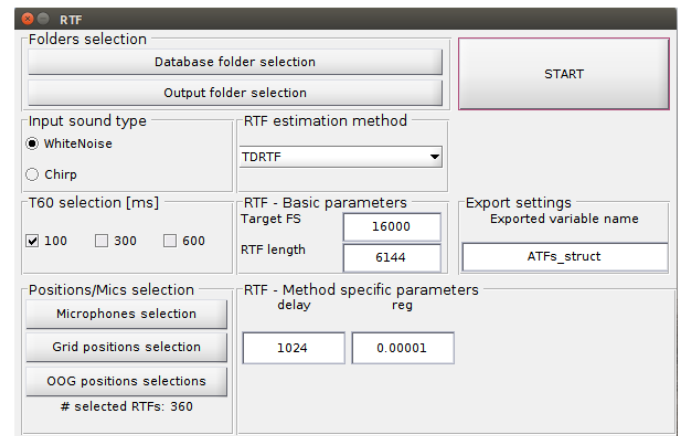 RTF
Folders selection
Database folder selection
Output folder selection
START
Input sound type
WhiteNoise
Chirp
RTF estimation method
TDRTF
T60 selection [ms]
100 300 600
RTF - Basic parameters
Target FS 16000
RTF length 6144
Export settings
Exported variable name
ATFs_struct
Positions/Mics selection
Microphones selection
Grid positions selection
OOG positions selections
# selected RTFs: 360
RTF - Method specific parameters
delay reg
1024 0.00001